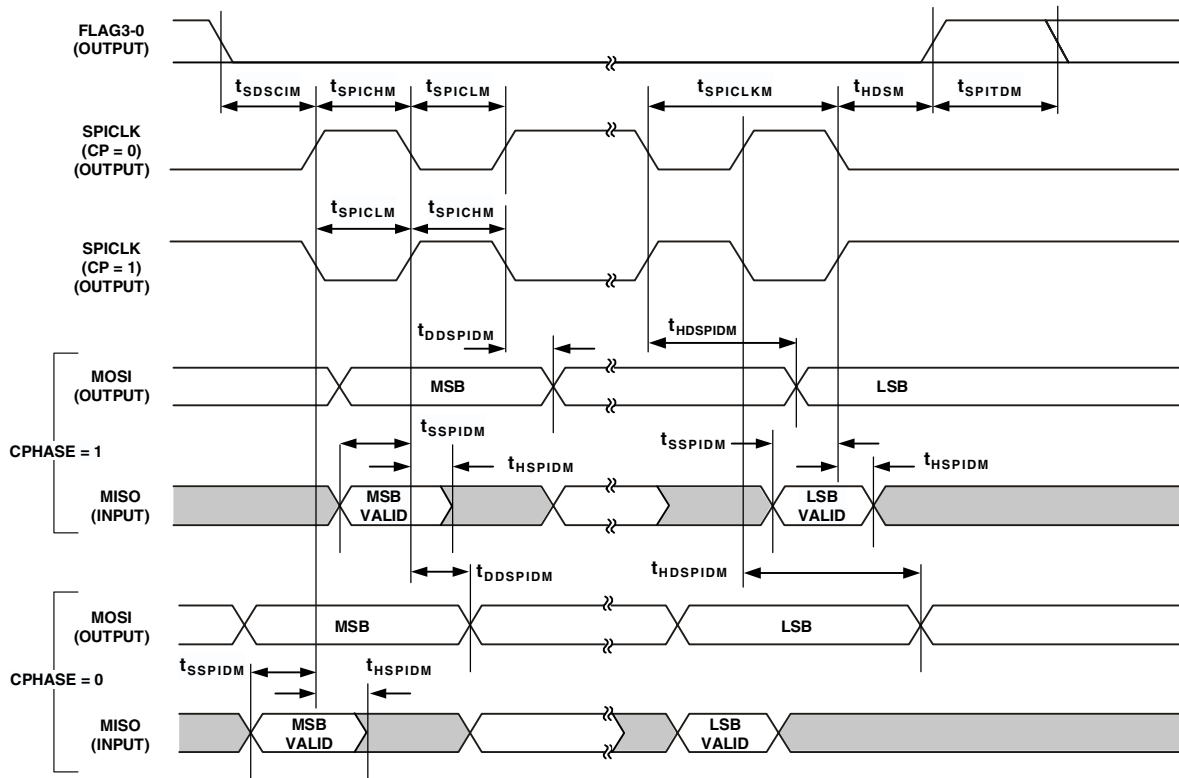 FLAG3-0
(OUTPUT)
tSDSCIM tSPICHM tSPICLM tSPICLKM tHDSM tSPITDM
SPICLK
(CP = 0)
(OUTPUT)
tSPICLM tSPICHM
SPICLK
(CP = 1)
(OUTPUT)
tDDSPIDM tHDSPIDM
CPHASE = 1
MOSI
(OUTPUT)
MSB LSB
tSSPIDM tHSPIDM tSSPIDM tHSPIDM
MISO
(INPUT)
MSB
VALID
LSB
VALID
tDDSPIDM tHDSPIDM
CPHASE = 0
MOSI
(OUTPUT)
MSB LSB
tSSPIDM tHSPIDM
MISO
(INPUT)
MSB
VALID
LSB
VALID